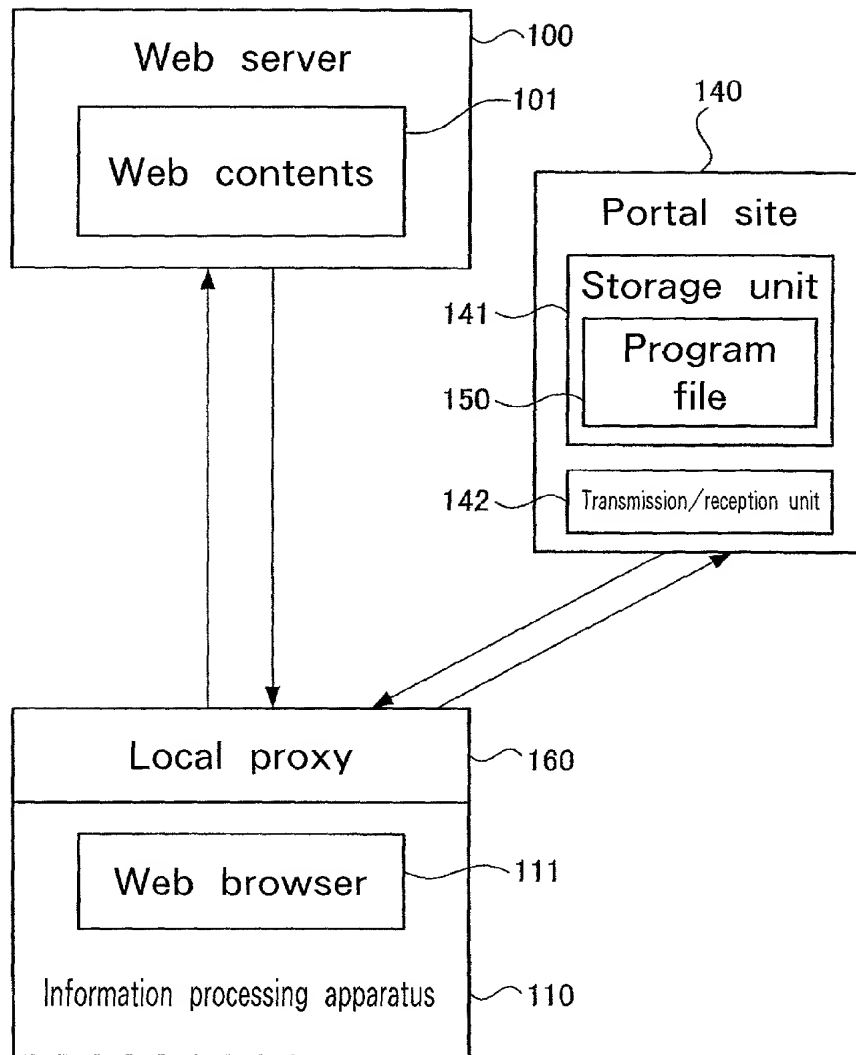 100
Web server
101
Web contents
140
Portal site
Storage unit
141
Program
file
150
142
Transmission/reception unit
Local proxy
160
Web browser
111
Information processing apparatus
110